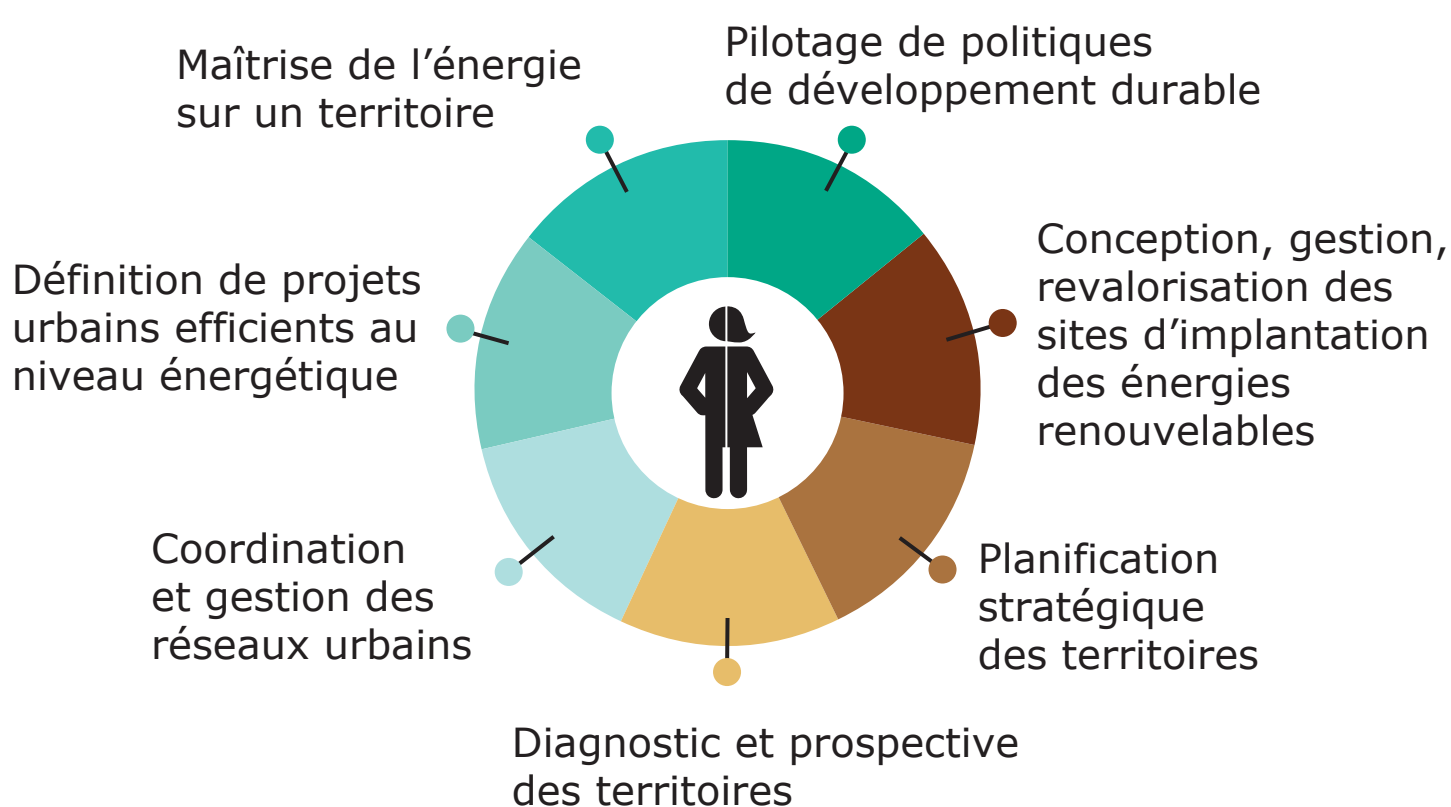 Maîtrise de l’énergie
sur un territoire
Pilotage de politiques
de développement durable
Conception, gestion,
revalorisation des
sites d’implantation
des énergies
renouvelables
Planification
stratégique
des territoires
Diagnostic et prospective
des territoires
Coordination
et gestion des
réseaux urbains
Définition de projets
urbains efficients au
niveau énergétique